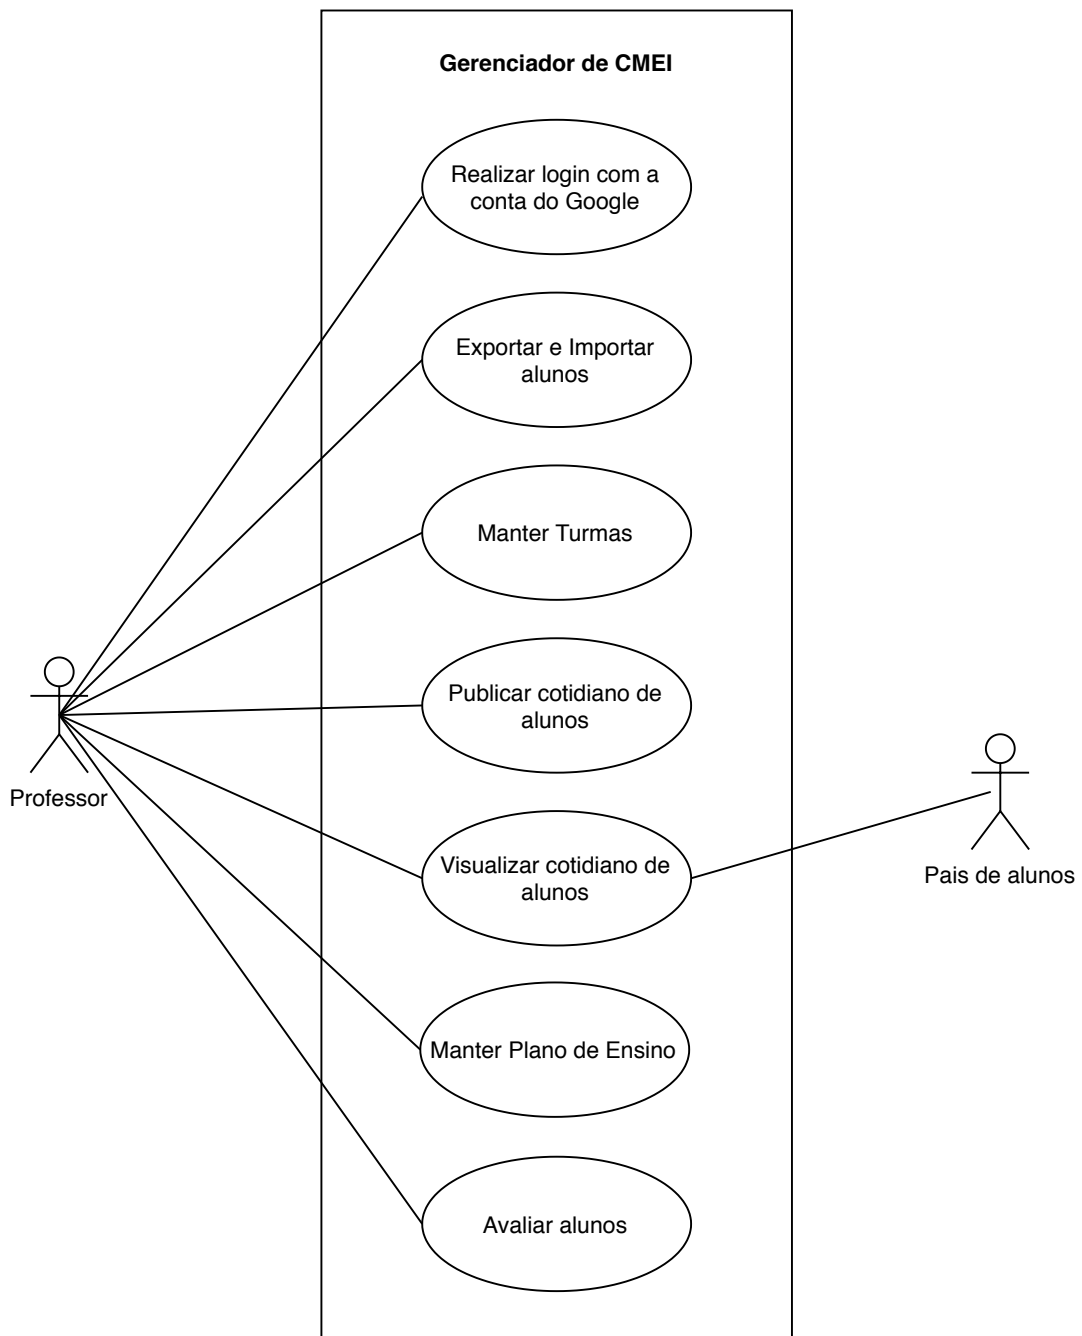 Gerenciador de CMEI
Realizar login com a
conta do Google
Exportar e Importar
alunos
Manter Turmas
Publicar cotidiano de
alunos
Professor
Visualizar cotidiano de
alunos
Pais de alunos
Manter Plano de Ensino
Avaliar alunos